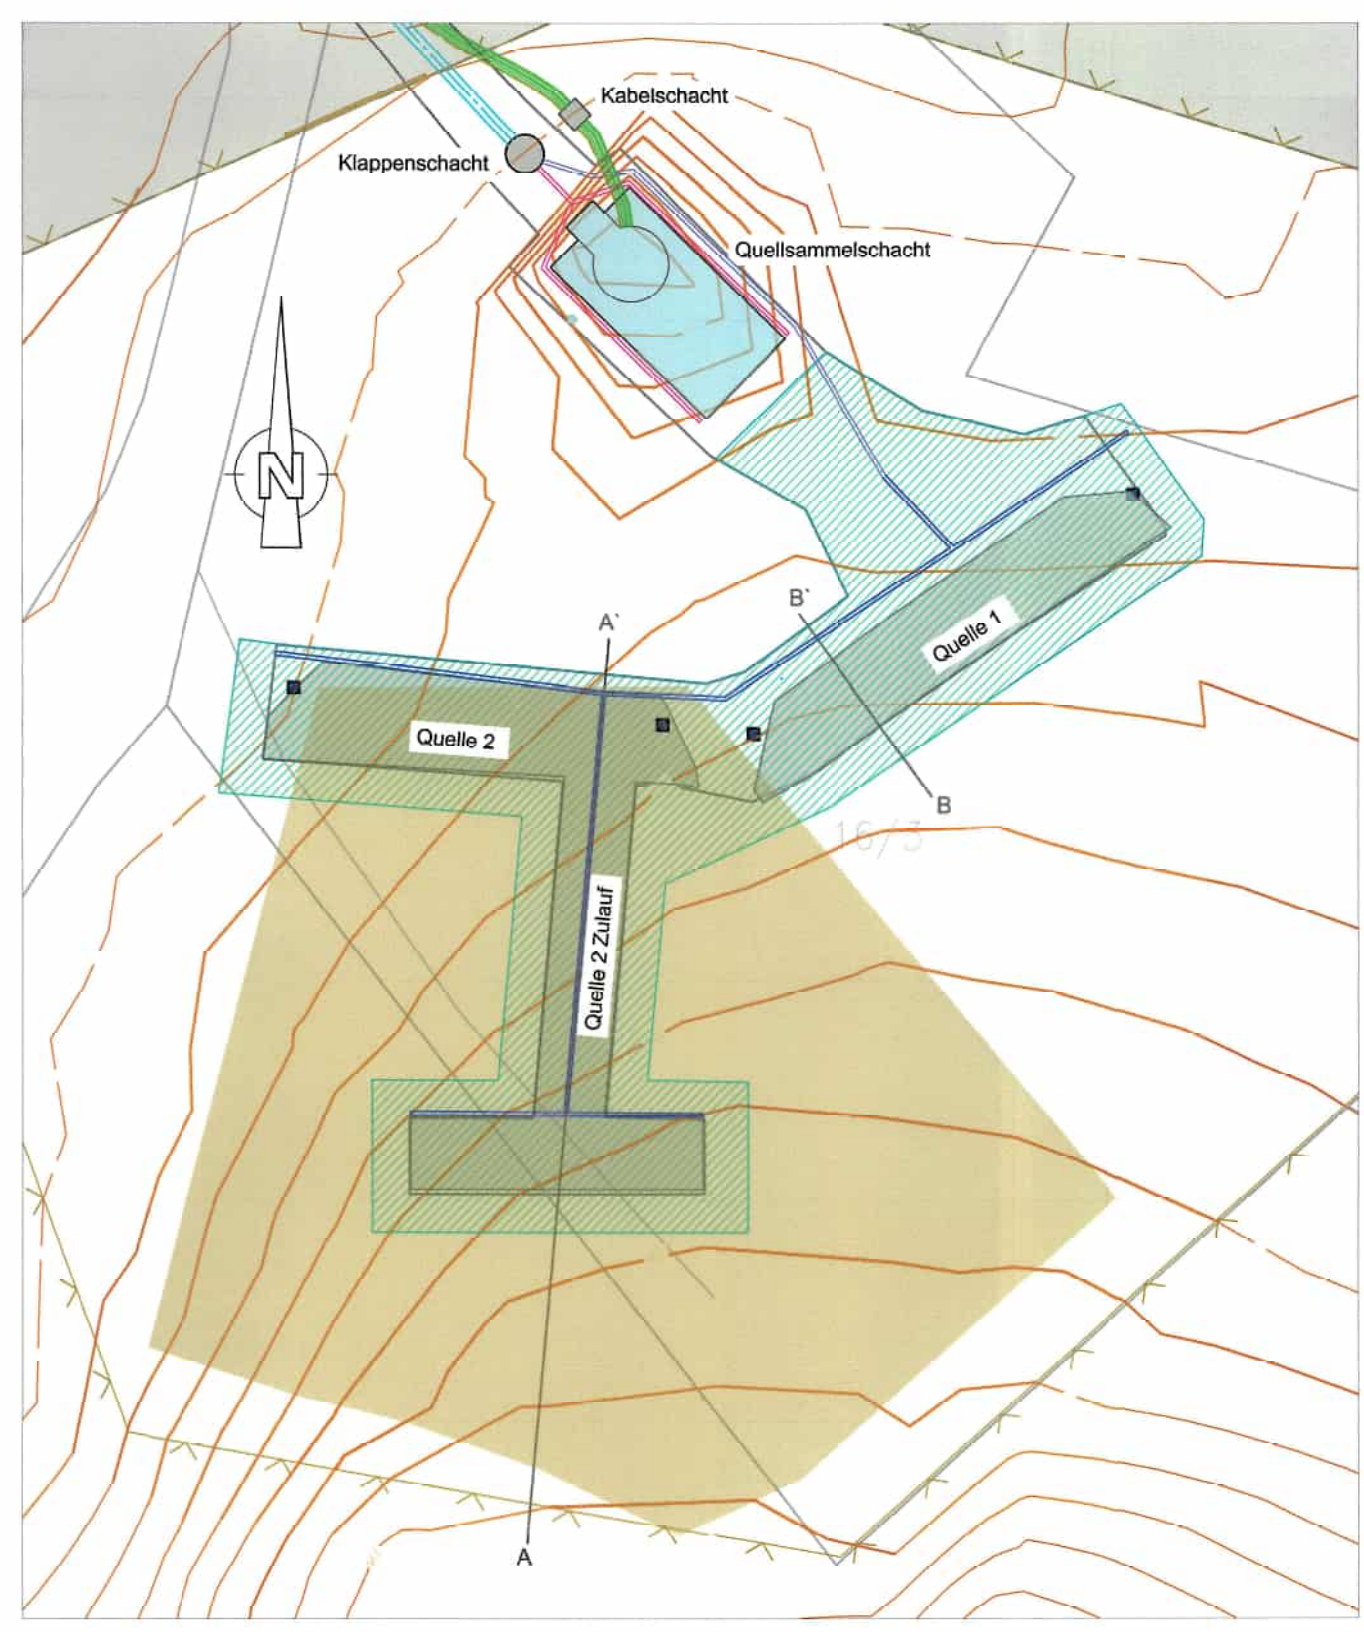 Kabelschacht
Klappenschacht
Quellsammelschacht
N
A`
B`
Quelle 1
Quelle 2
B
16/3
Quelle 2 Zulauf
A